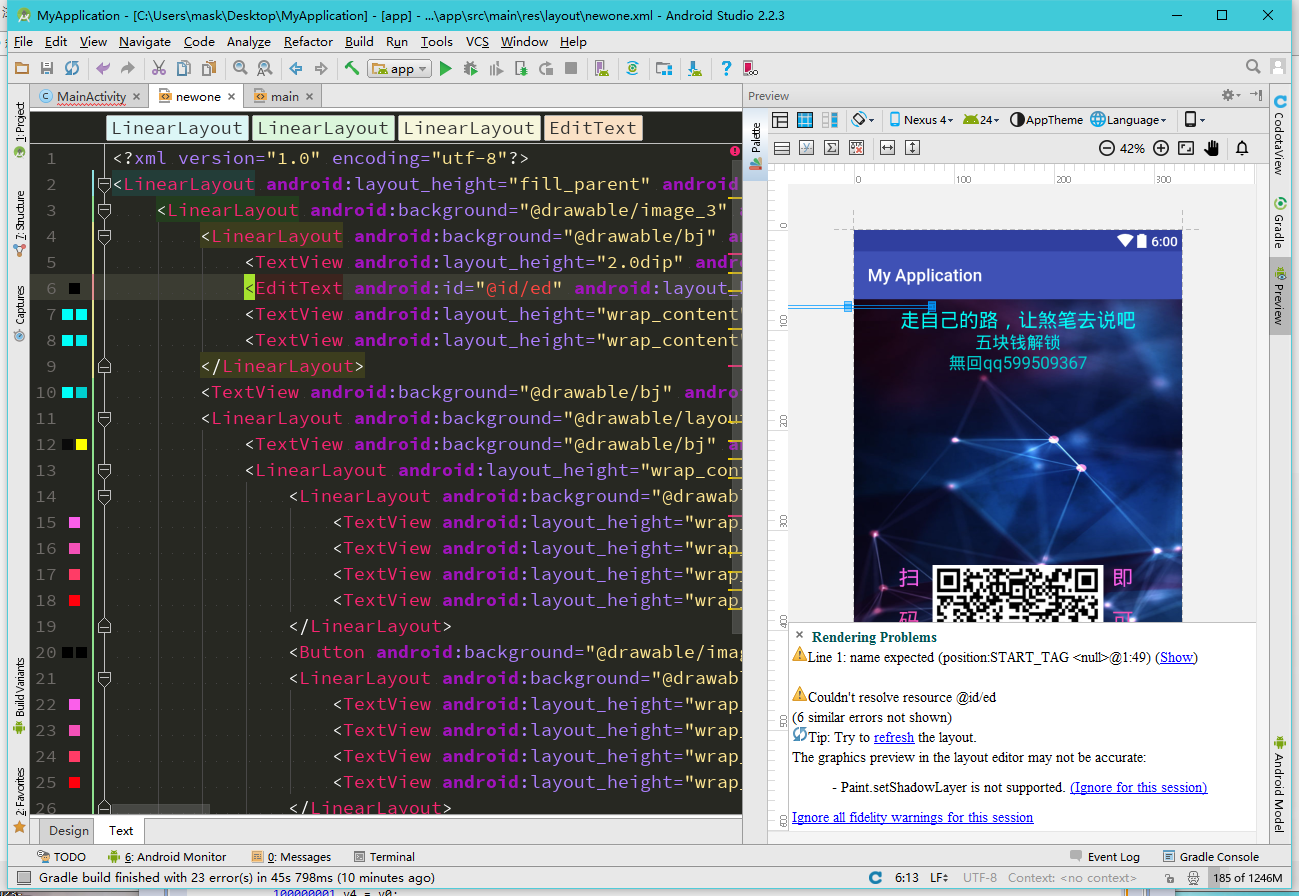 MyApplication - [C:\Users\mask\Desktop\MyApplication] - [app] - ...\app\src\main\res\layout\newone.xml - Android Studio 2.2.3
File Edit View Navigate Code Analyze Refactor Build Run Tools VCS Window Help
app
MainActivity newone main
LinearLayout LinearLayout LinearLayout EditText
1 <?xml version="1.0" encoding="utf-8"?>
2 <LinearLayout android:layout_height="fill_parent" android
3 <LinearLayout android:background="@drawable/image_3"
4 <LinearLayout android:background="@drawable/bj"
5 <TextView android:layout_height="2.0dip" andr
6 <EditText android:id="@id/ed" android:layout_
7 <TextView android:layout_height="wrap_content"
8 <TextView android:layout_height="wrap_content"
9 </LinearLayout>
10 <TextView android:background="@drawable/bj" andro
11 <LinearLayout android:background="@drawable/layou
12 <TextView android:background="@drawable/bj"
13 <LinearLayout android:layout_height="wrap_con
14 <LinearLayout android:background="@drawab
15 <TextView android:layout_height="wrap_
16 <TextView android:layout_height="wrap_
17 <TextView android:layout_height="wrap_
18 <TextView android:layout_height="wrap_
19 </LinearLayout>
20 <Button android:background="@drawable/ima
21 <LinearLayout android:background="@drawab
22 <TextView android:layout_height="wrap_
23 <TextView android:layout_height="wrap_
24 <TextView android:layout_height="wrap_
25 <TextView android:layout_height="wrap_
26 </LinearLayout>
Design Text
1: Project
7: Structure
Captures
Build Variants
2: Favorites
Preview
Palette
Nexus 4 24 AppTheme Language
42%
0 100 200 300
0
100
200
300
400
500
600
6:00
My Application
走自己的路，让煞笔去说吧
五块钱解锁
無回qq599509367
扫 即
码 可
Rendering Problems
Line 1: name expected (position:START_TAG <null>@1:49) (Show)
Couldn't resolve resource @id/ed
(6 similar errors not shown)
Tip: Try to refresh the layout.
The graphics preview in the layout editor may not be accurate:
- Paint.setShadowLayer is not supported. (Ignore for this session)
Ignore all fidelity warnings for this session
CodotaView
Gradle
Preview
Android Model
TODO 6: Android Monitor 0: Messages Terminal Event Log Gradle Console
Gradle build finished with 23 error(s) in 45s 798ms (10 minutes ago) 6:13 LF÷ UTF-8 Context: <no context> 185 of 1246M